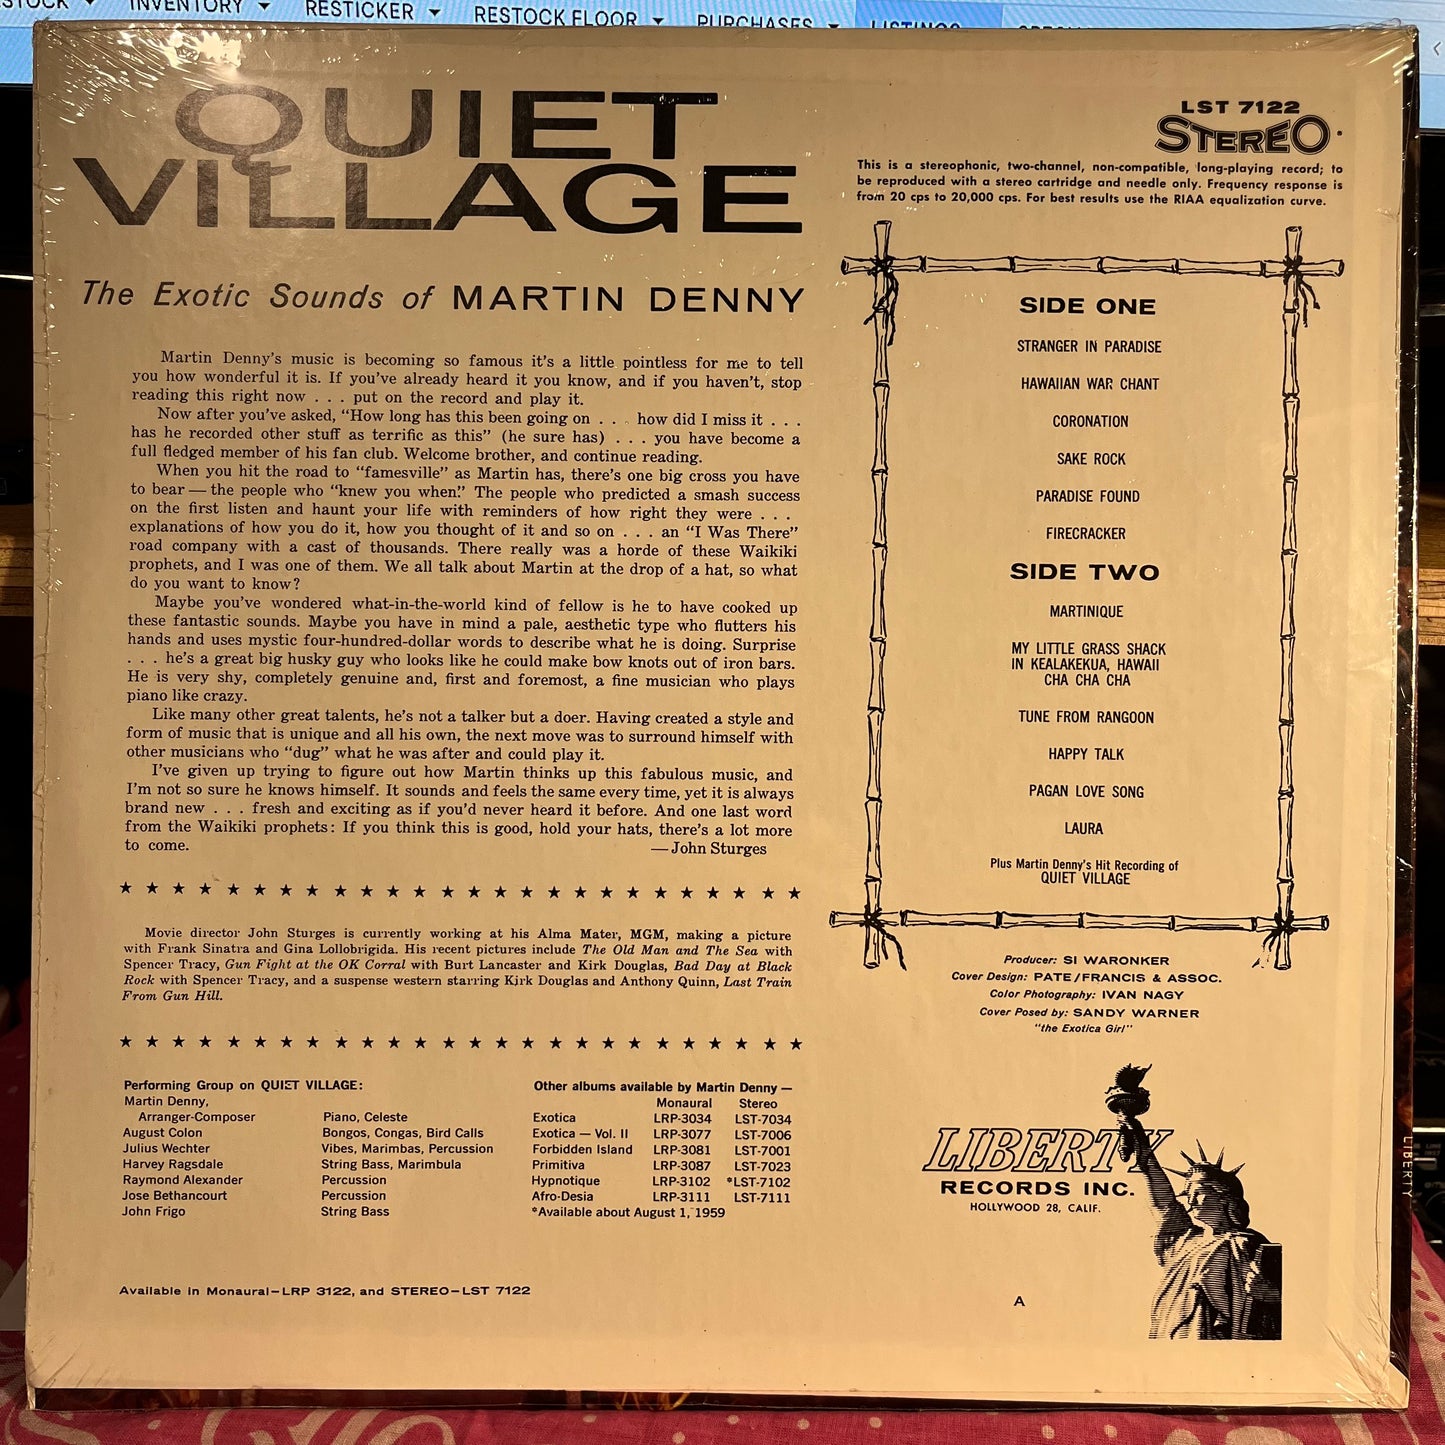 INVENTORY
RESTICKER
RESTOCK FLOOR
PURCHASES
LISTINGS
QUIET
VILLAGE
The Exotic Sounds of MARTIN DENNY
Martin Denny's music is becoming so famous it's a little pointless for me to tell
you how wonderful it is. If you've already heard it you know, and if you haven't, stop
reading this right now . . . put on the record and play it.
Now after you've asked, "How long has this been going on . . . how did I miss it . . .
has he recorded other stuff as terrific as this" (he sure has) . . . you have become a
full fledged member of his fan club. Welcome brother, and continue reading.
When you hit the road to "famesville" as Martin has, there's one big cross you have
to bear — the people who "knew you when." The people who predicted a smash success
on the first listen and haunt your life with reminders of how right they were . . .
explanations of how you do it, how you thought of it and so on . . . an "I Was There"
road company with a cast of thousands. There really was a horde of these Waikiki
prophets, and I was one of them. We all talk about Martin at the drop of a hat, so what
do you want to know?
Maybe you've wondered what-in-the-world kind of fellow is he to have cooked up
these fantastic sounds. Maybe you have in mind a pale, aesthetic type who flutters his
hands and uses mystic four-hundred-dollar words to describe what he is doing. Surprise
. . . he's a great big husky guy who looks like he could make bow knots out of iron bars.
He is very shy, completely genuine and, first and foremost, a fine musician who plays
piano like crazy.
Like many other great talents, he's not a talker but a doer. Having created a style and
form of music that is unique and all his own, the next move was to surround himself with
other musicians who "dug" what he was after and could play it.
I've given up trying to figure out how Martin thinks up this fabulous music, and
I'm not so sure he knows himself. It sounds and feels the same every time, yet it is always
brand new . . . fresh and exciting as if you'd never heard it before. And one last word
from the Waikiki prophets: If you think this is good, hold your hats, there's a lot more
to come. —John Sturges
Movie director John Sturges is currently working at his Alma Mater, MGM, making a picture
with Frank Sinatra and Gina Lollobrigida. His recent pictures include The Old Man and The Sea with
Spencer Tracy, Gun Fight at the OK Corral with Burt Lancaster and Kirk Douglas, Bad Day at Black
Rock with Spencer Tracy, and a suspense western starring Kirk Douglas and Anthony Quinn, Last Train
From Gun Hill.
Performing Group on QUIET VILLAGE:
Martin Denny,
Arranger-Composer Piano, Celeste
August Colon Bongos, Congas, Bird Calls
Julius Wechter Vibes, Marimbas, Percussion
Harvey Ragsdale String Bass, Marimbula
Raymond Alexander Percussion
Jose Bethancourt Percussion
John Frigo String Bass
Other albums available by Martin Denny —
Monaural Stereo
Exotica LRP-3034 LST-7034
Exotica — Vol. II LRP-3077 LST-7006
Forbidden Island LRP-3081 LST-7001
Primitiva LRP-3087 LST-7023
Hypnotique LRP-3102 *LST-7102
Afro-Desia LRP-3111 LST-7111
*Available about August 1, 1959
Available in Monaural—LRP 3122, and STEREO—LST 7122
LST 7122
STEREO
This is a stereophonic, two-channel, non-compatible, long-playing record; to
be reproduced with a stereo cartridge and needle only. Frequency response is
from 20 cps to 20,000 cps. For best results use the RIAA equalization curve.
SIDE ONE
STRANGER IN PARADISE
HAWAIIAN WAR CHANT
CORONATION
SAKE ROCK
PARADISE FOUND
FIRECRACKER
SIDE TWO
MARTINIQUE
MY LITTLE GRASS SHACK
IN KEALAKEKUA, HAWAII
CHA CHA CHA
TUNE FROM RANGOON
HAPPY TALK
PAGAN LOVE SONG
LAURA
Plus Martin Denny's Hit Recording of
QUIET VILLAGE
Producer: SI WARONKER
Cover Design: PATE/FRANCIS & ASSOC.
Color Photography: IVAN NAGY
Cover Posed by: SANDY WARNER
"the Exotica Girl"
LIBERTY
RECORDS INC.
HOLLYWOOD 28, CALIF.
A
LIBERTY